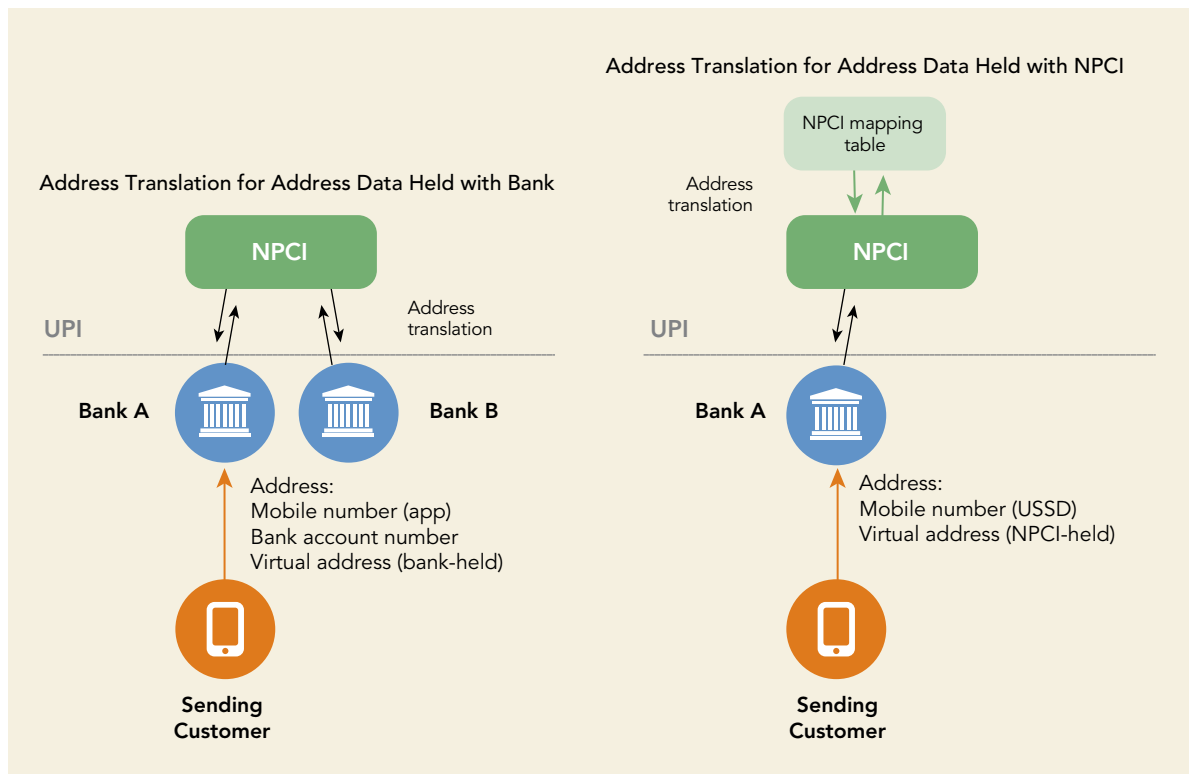 Address Translation for Address Data Held with Bank
NPCI
Address
translation
UPI
Bank A
Bank B
Address:
Mobile number (app)
Bank account number
Virtual address (bank-held)
Sending
Customer
Address Translation for Address Data Held with NPCI
NPCI mapping
table
Address
translation
NPCI
UPI
Bank A
Address:
Mobile number (USSD)
Virtual address (NPCI-held)
Sending
Customer